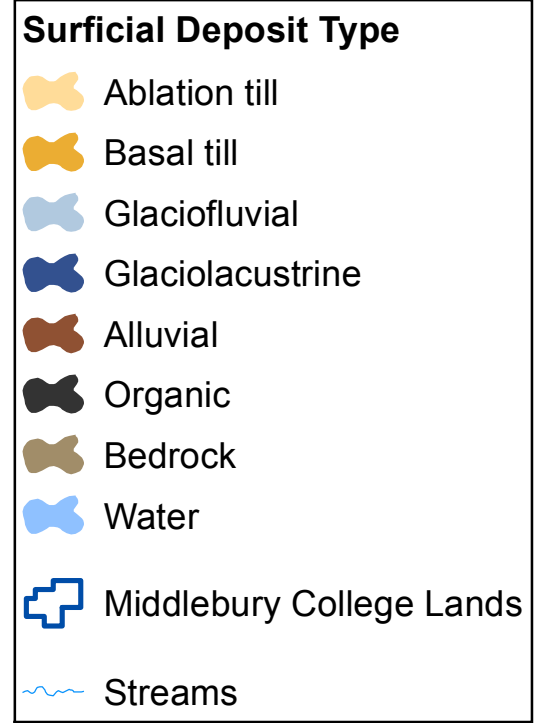 Surficial Deposit Type
Ablation till
Basal till
Glaciofluvial
Glaciolacustrine
Alluvial
Organic
Bedrock
Water
Middlebury College Lands
Streams